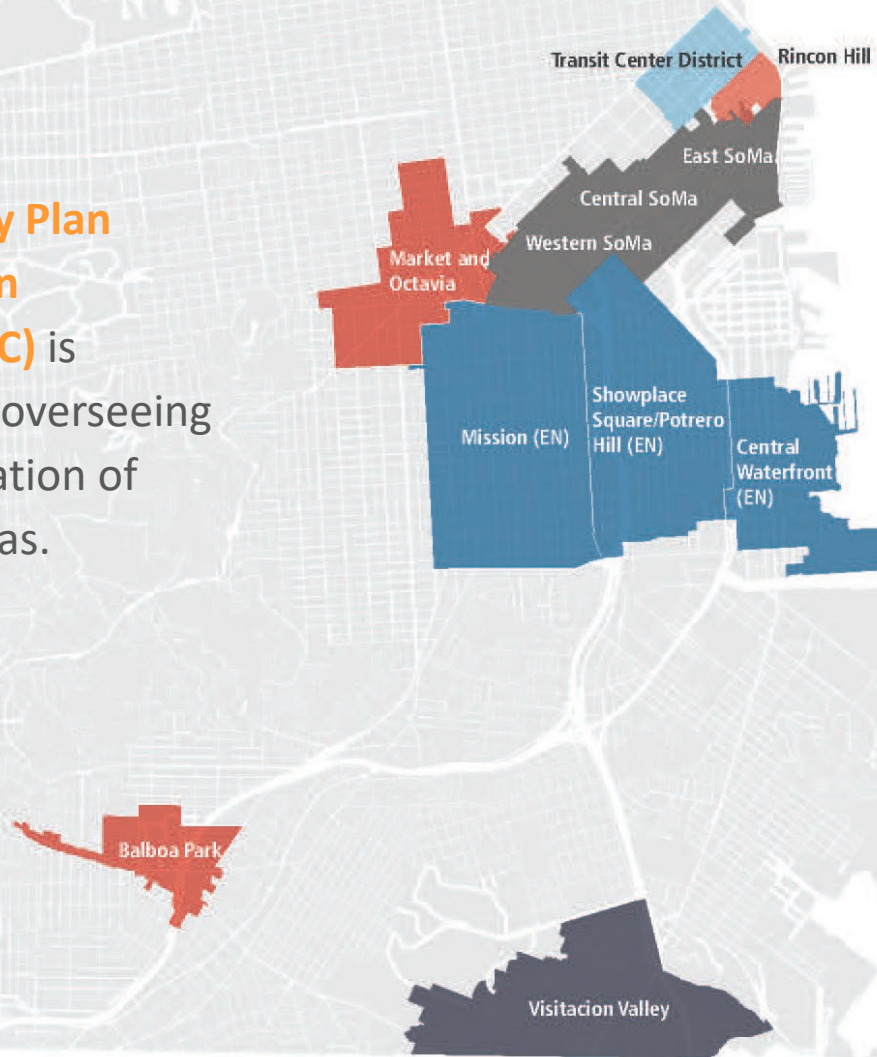 y Plan
n
C) is
overseeing
ation of
as.
Transit Center District
Rincon Hill
East SoMa
Central SoMa
Western SoMa
Market and
Octavia
Mission (EN)
Showplace
Square/Potrero
Hill (EN)
Central
Waterfront
(EN)
Balboa Park
Visitacion Valley